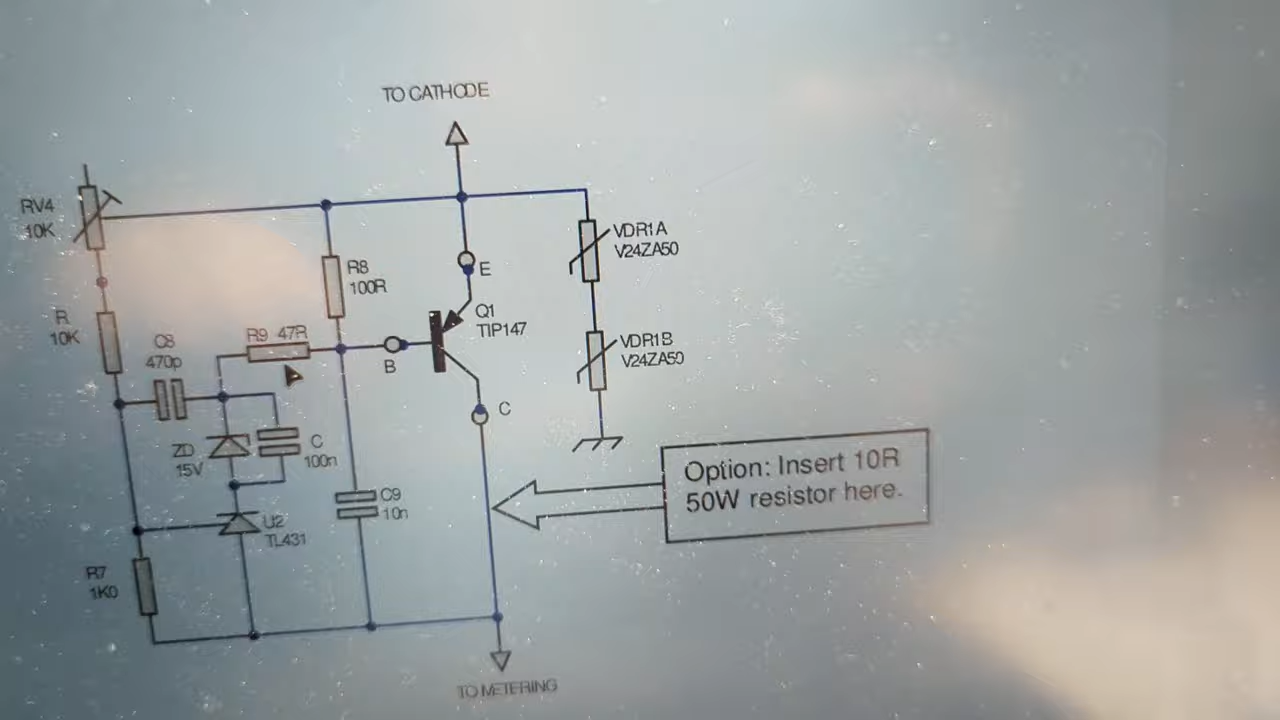 TO CATHODE
RV4
10K
VDR1A
V24ZA50
R8
100R
E
Q1
TIP147
R
10K
C8
470p
R9 47R
B
VDR1B
V24ZA50
C
ZD
15V
C
100n
Option: Insert 10R
50W resistor here.
C9
10n
U2
TL431
R7
1K0
TO METERING